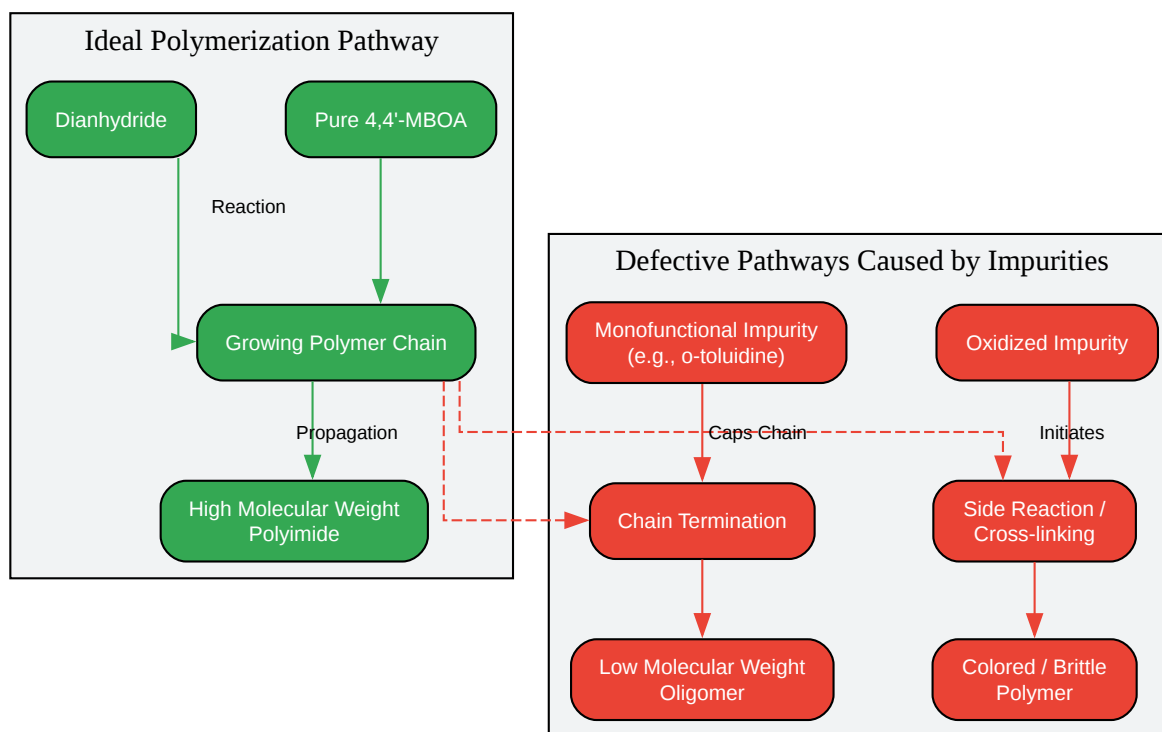 Ideal Polymerization Pathway
Dianhydride
Pure 4,4'-MBOA
Reaction
Growing Polymer Chain
Propagation
High Molecular Weight
Polyimide
Defective Pathways Caused by Impurities
Monofunctional Impurity
(e.g., o-toluidine)
Oxidized Impurity
Caps Chain
Initiates
Chain Termination
Side Reaction /
Cross-linking
Low Molecular Weight
Oligomer
Colored / Brittle
Polymer